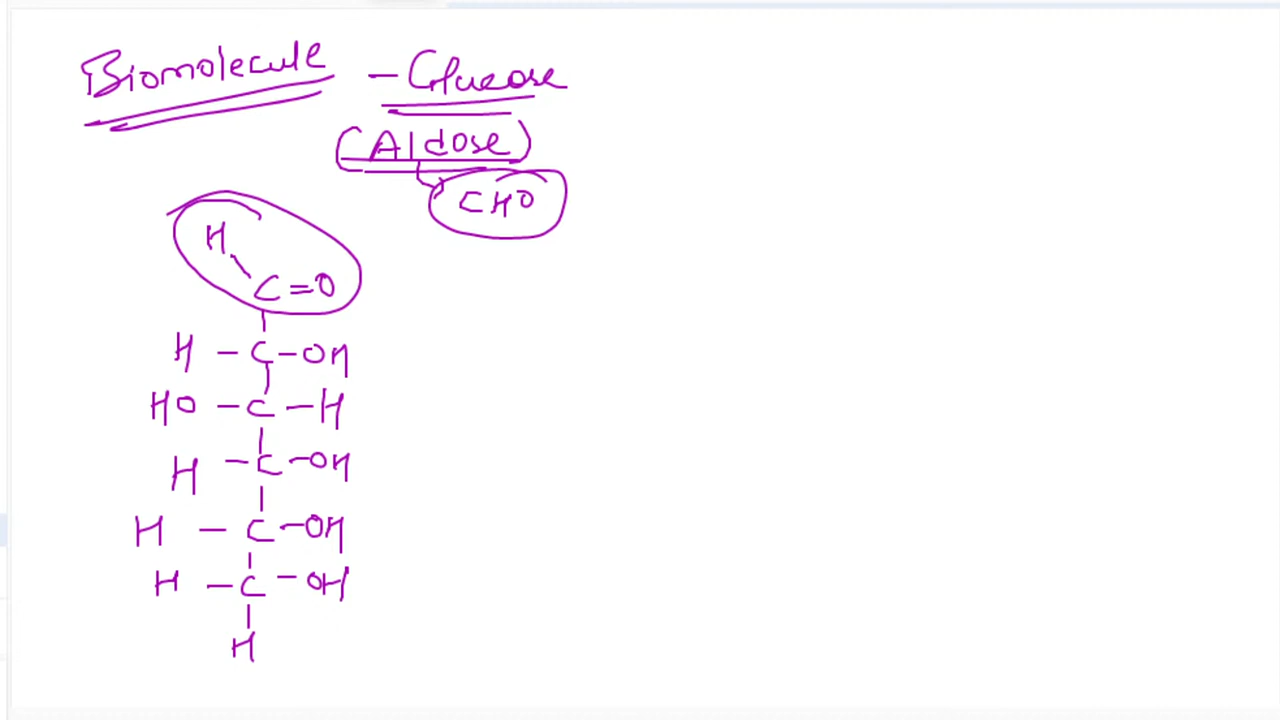 Biomolecule - Glucose
(Aldose)
CHO
H
C=O
H - C - OH
HO - C - H
H - C - OH
H - C - OH
H - C - OH
H